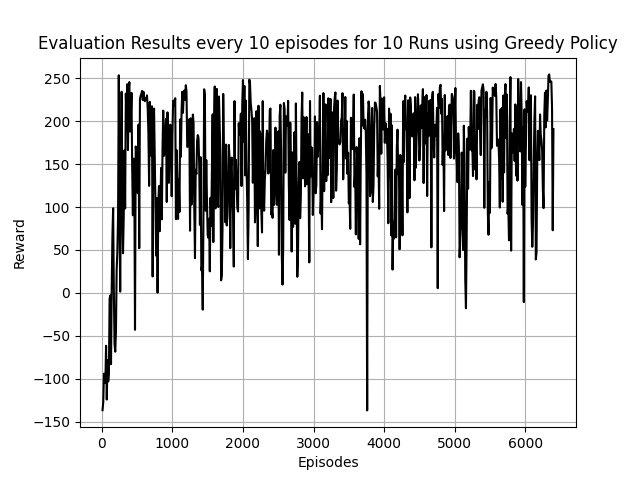 Evaluation Results every 10 episodes for 10 Runs using Greedy Policy
250
200
150
100
50
0
−50
−100
−150
Reward
0 1000 2000 3000 4000 5000 6000
Episodes